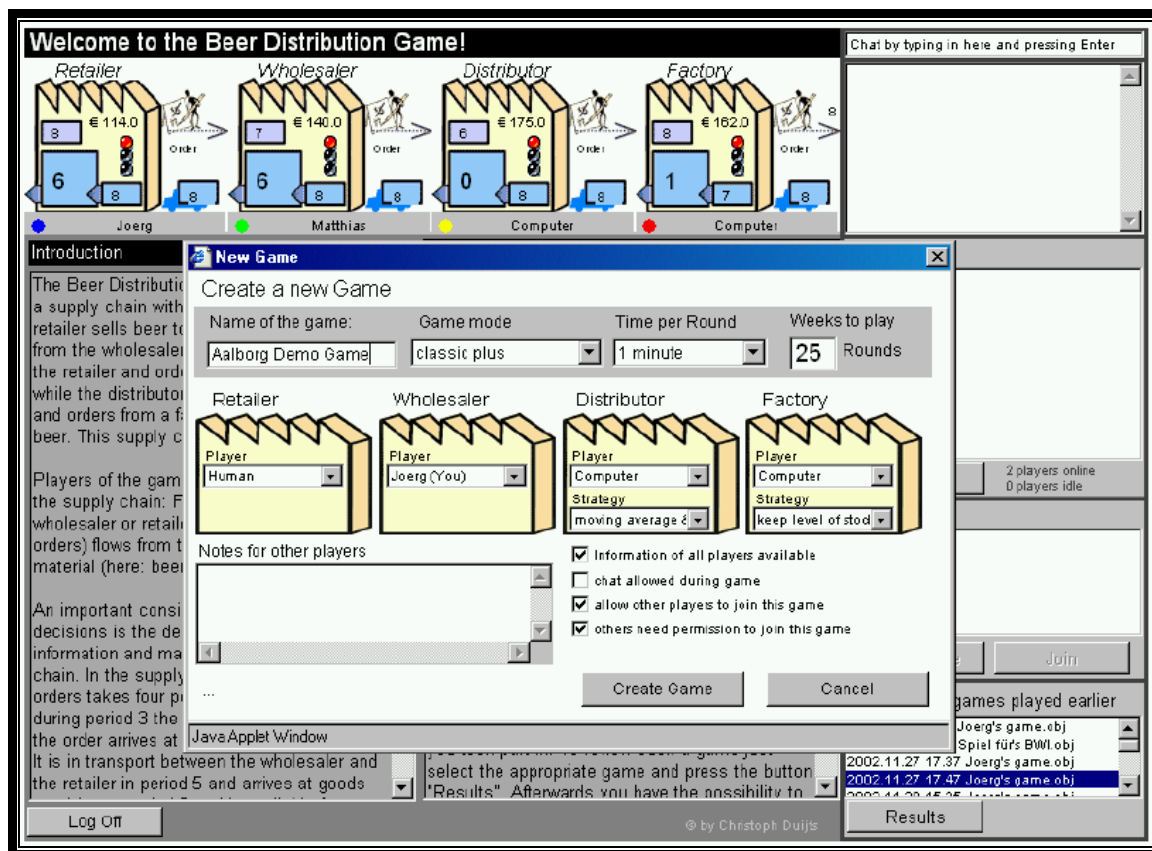 Welcome to the Beer Distribution Game!
Chat by typing in here and pressing Enter
Retailer
Wholesaler
Distributor
Factory
8 € 114.0
7 € 140.0
6 € 175.0
8 € 162.0
8
Order
Order
Order
Order
6 8 8
6 8 8
0 8 8
1 7 8
Joerg
Matthias
Computer
Computer
Introduction
The Beer Distributi
a supply chain with
retailer sells beer to
from the wholesaler
the retailer and ord
while the distributor
and orders from a f
beer. This supply c
Players of the gam
the supply chain: F
wholesaler or retail
orders) flows from t
material (here: beer
An important consi
decisions is the de
information and ma
chain. In the supply
orders takes four p
during period 3 the
the order arrives at
It is in transport between the wholesaler and
the retailer in period 5 and arrives at goods
New Game
Create a new Game
Name of the game:
Game mode
Time per Round
Weeks to play
Aalborg Demo Game
classic plus
1 minute
25 Rounds
Retailer
Wholesaler
Distributor
Factory
Player
Human
Player
Joerg (You)
Player
Computer
Strategy
moving average &
Player
Computer
Strategy
keep level of stoc
Notes for other players
Information of all players available
chat allowed during game
allow other players to join this game
others need permission to join this game
...
Create Game
Cancel
Java Applet Window
2 players online
0 players idle
Join
games played earlier
Joerg's game.obj
Spiel für's BWI.obj
2002.11.27 17.37 Joerg's game.obj
2002.11.27 17.47 Joerg's game.obj
select the appropriate game and press the button
"Results". Afterwards you have the possibility to
Log Off
© by Christoph Duijts
Results